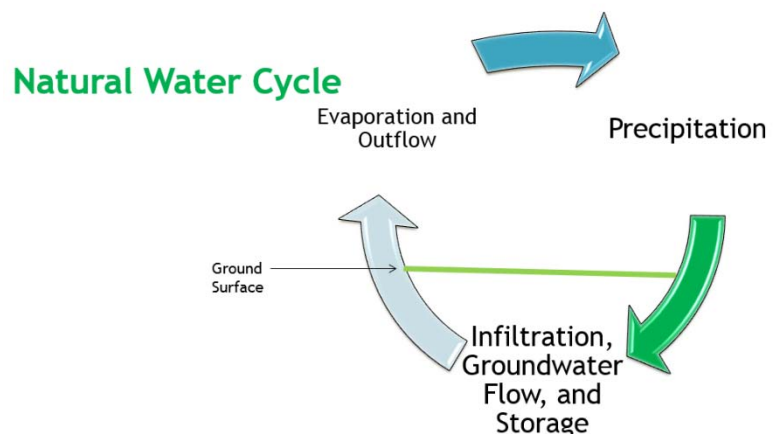 Natural Water Cycle
Evaporation and
Outflow
Precipitation
Ground
Surface
Infiltration,
Groundwater
Flow, and
Storage